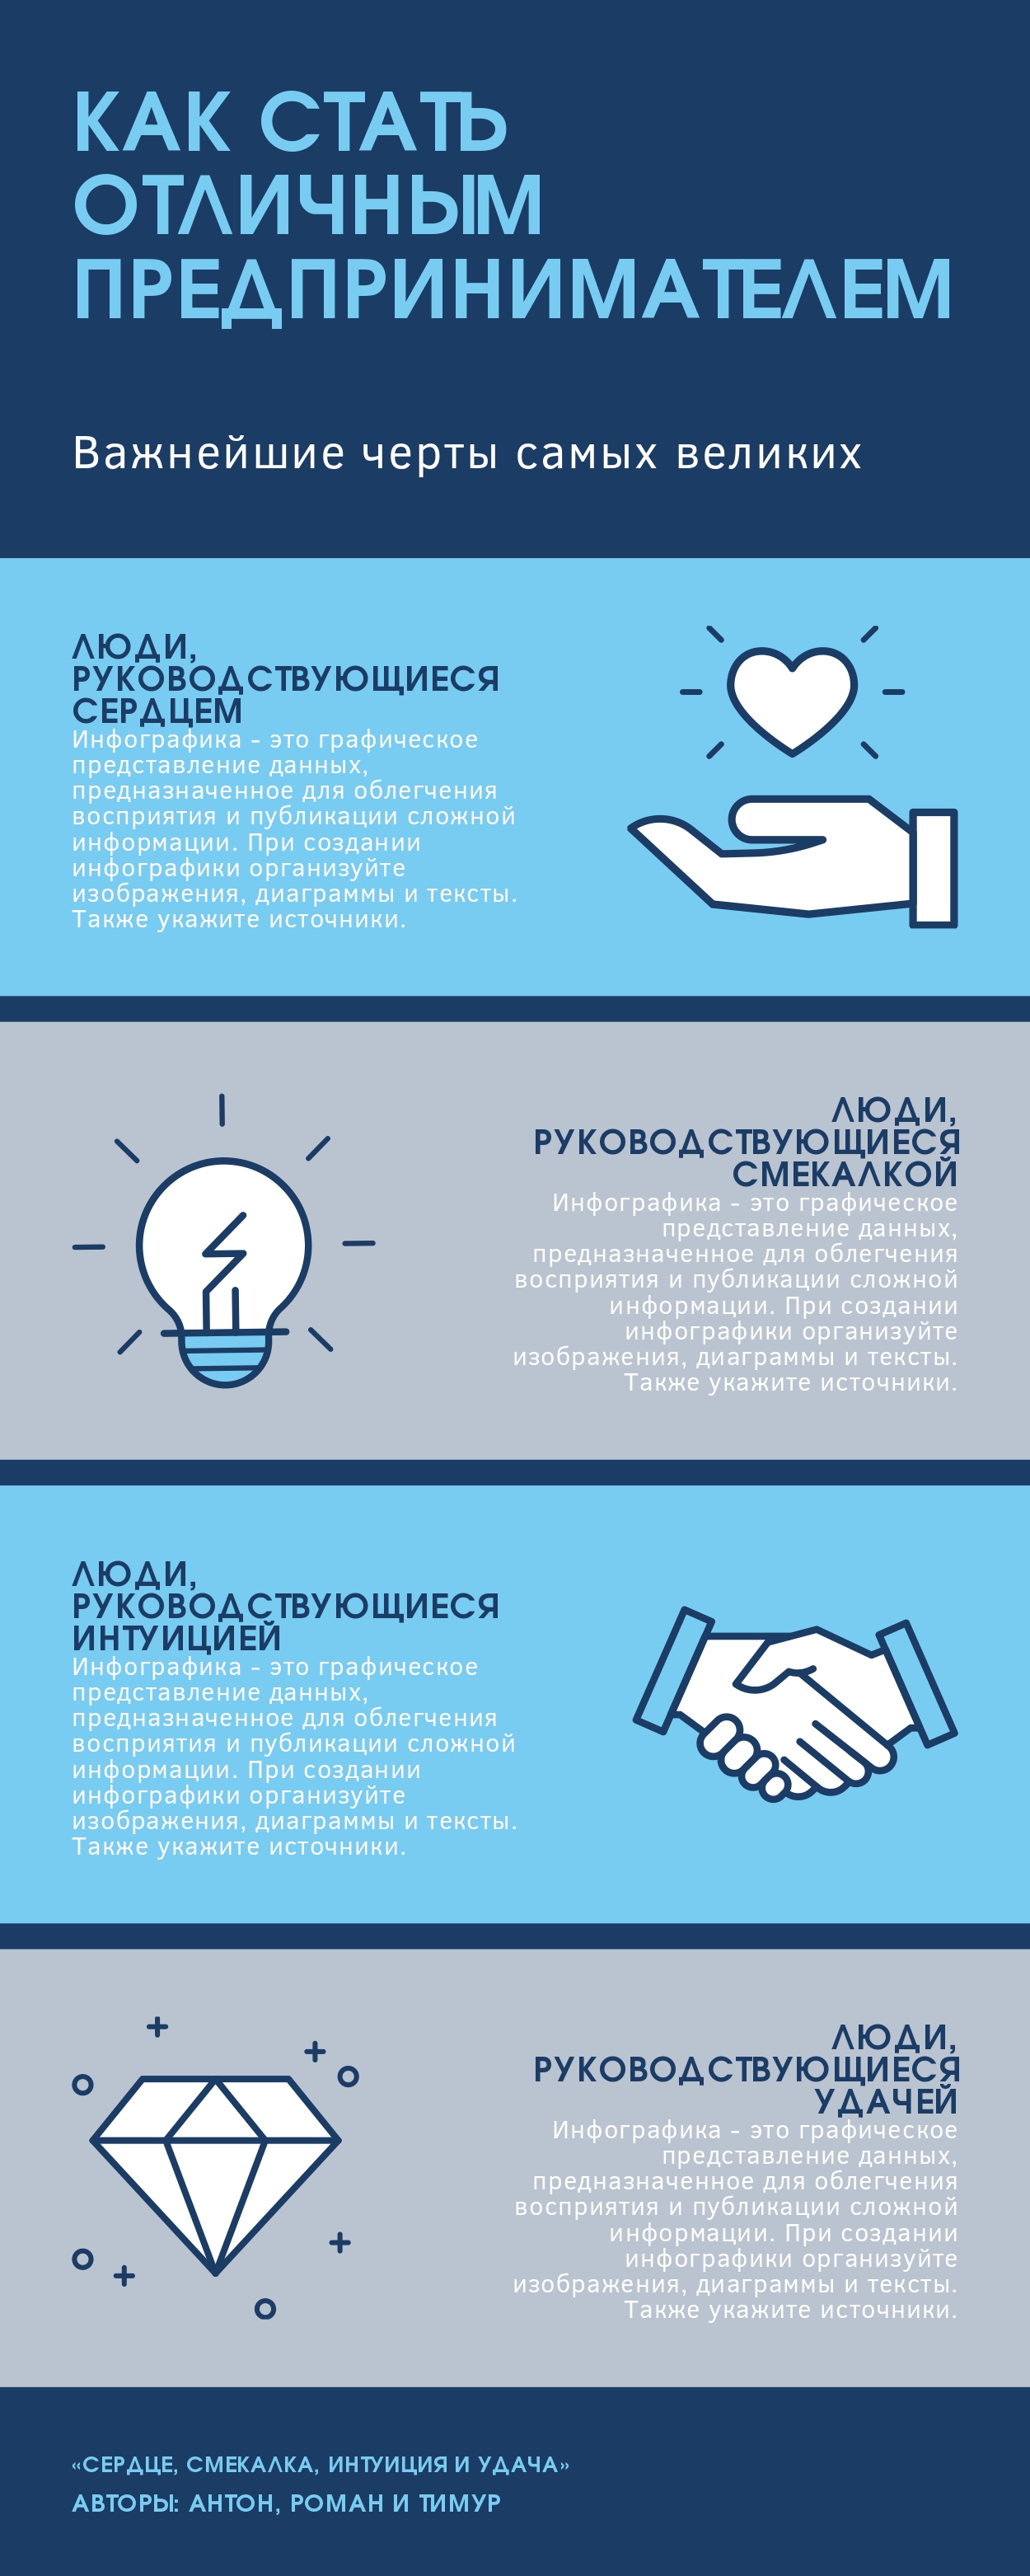 КАК СТАТЬ
ОТЛИЧНЫМ
ПРЕДПРИНИМАТЕЛЕМ
Важнейшие черты самых великих
ЛЮДИ,
РУКОВОДСТВУЮЩИЕСЯ
СЕРДЦЕМ
Инфографика - это графическое
представление данных,
предназначенное для облегчения
восприятия и публикации сложной
информации. При создании
инфографики организуйте
изображения, диаграммы и тексты.
Также укажите источники.
ЛЮДИ,
РУКОВОДСТВУЮЩИЕСЯ
СМЕКАЛКОЙ
Инфографика - это графическое
представление данных,
предназначенное для облегчения
восприятия и публикации сложной
информации. При создании
инфографики организуйте
изображения, диаграммы и тексты.
Также укажите источники.
ЛЮДИ,
РУКОВОДСТВУЮЩИЕСЯ
ИНТУИЦИЕЙ
Инфографика - это графическое
представление данных,
предназначенное для облегчения
восприятия и публикации сложной
информации. При создании
инфографики организуйте
изображения, диаграммы и тексты.
Также укажите источники.
ЛЮДИ,
РУКОВОДСТВУЮЩИЕСЯ
УДАЧЕЙ
Инфографика - это графическое
представление данных,
предназначенное для облегчения
восприятия и публикации сложной
информации. При создании
инфографики организуйте
изображения, диаграммы и тексты.
Также укажите источники.
«СЕРДЦЕ, СМЕКАЛКА, ИНТУИЦИЯ И УДАЧА»
АВТОРЫ: АНТОН, РОМАН И ТИМУР